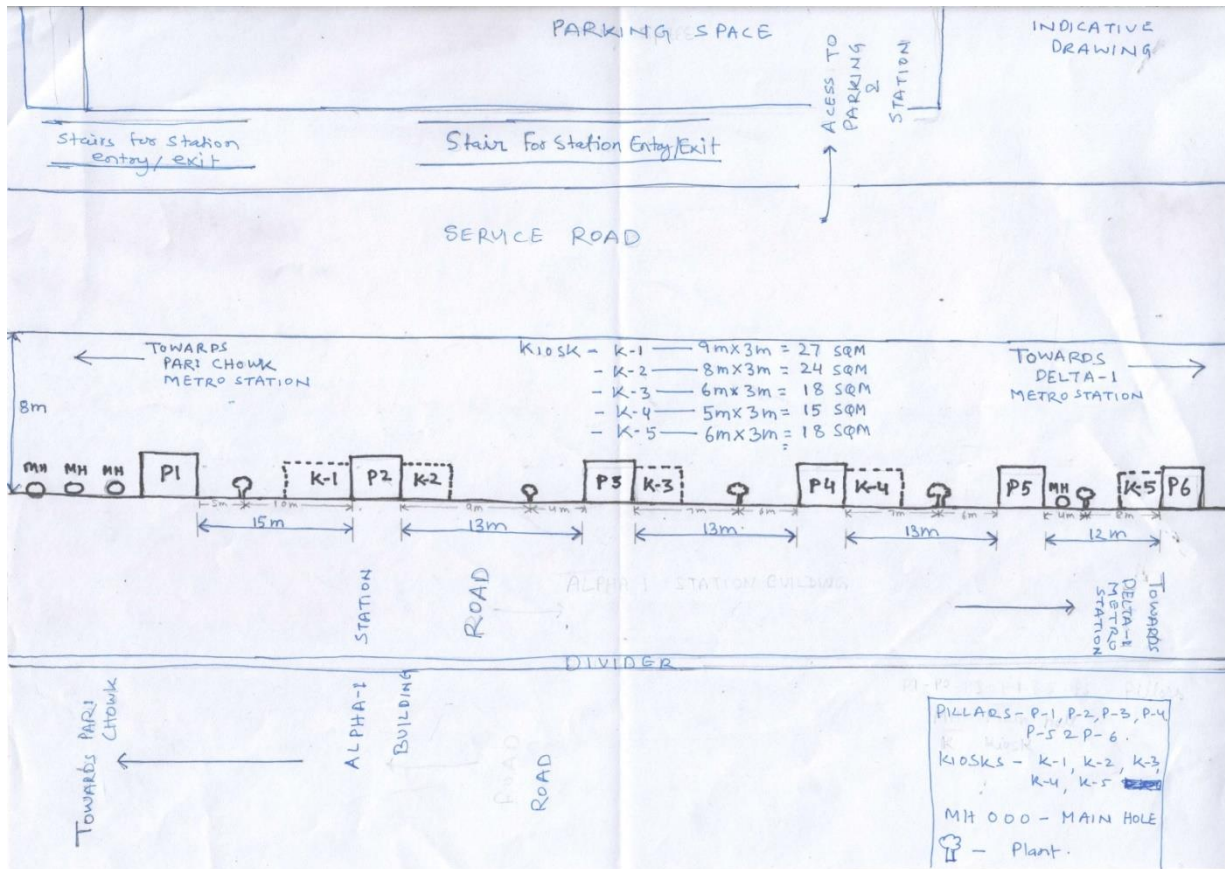 PARKING SPACE
INDICATIVE
DRAWING
ACESS TO
PARKING
&
STATION
Stairs for station
entry/exit
Stair For Station Entry/Exit
SERVICE ROAD
TOWARDS
PARI CHOWK
METRO STATION
KIOSK - K-1 — 9m×3m = 27 SQM
- K-2 — 8m×3m = 24 SQM
- K-3 — 6m×3m = 18 SQM
- K-4 — 5m×3m = 15 SQM
- K-5 — 6m×3m = 18 SQM
TOWARDS
DELTA-1
METRO STATION
8m
MH MH MH P1 K-1 P2 K-2 P3 K-3 P4 K-4 P5 MH K-5 P6
5m 10m 9m 4m 7m 6m 7m 6m 4m 8m
15m 13m 13m 13m 12m
STATION
ROAD
TOWARDS
DELTA-1
METRO
STATION
DIVIDER
TOWARDS PARI
CHOWK
ALPHA-1
BUILDING
ROAD
PILLARS - P-1, P-2, P-3, P-4
P-5 & P-6.
KIOSKS - K-1, K-2, K-3,
K-4, K-5
MH OOO - MAIN HOLE
- Plant.